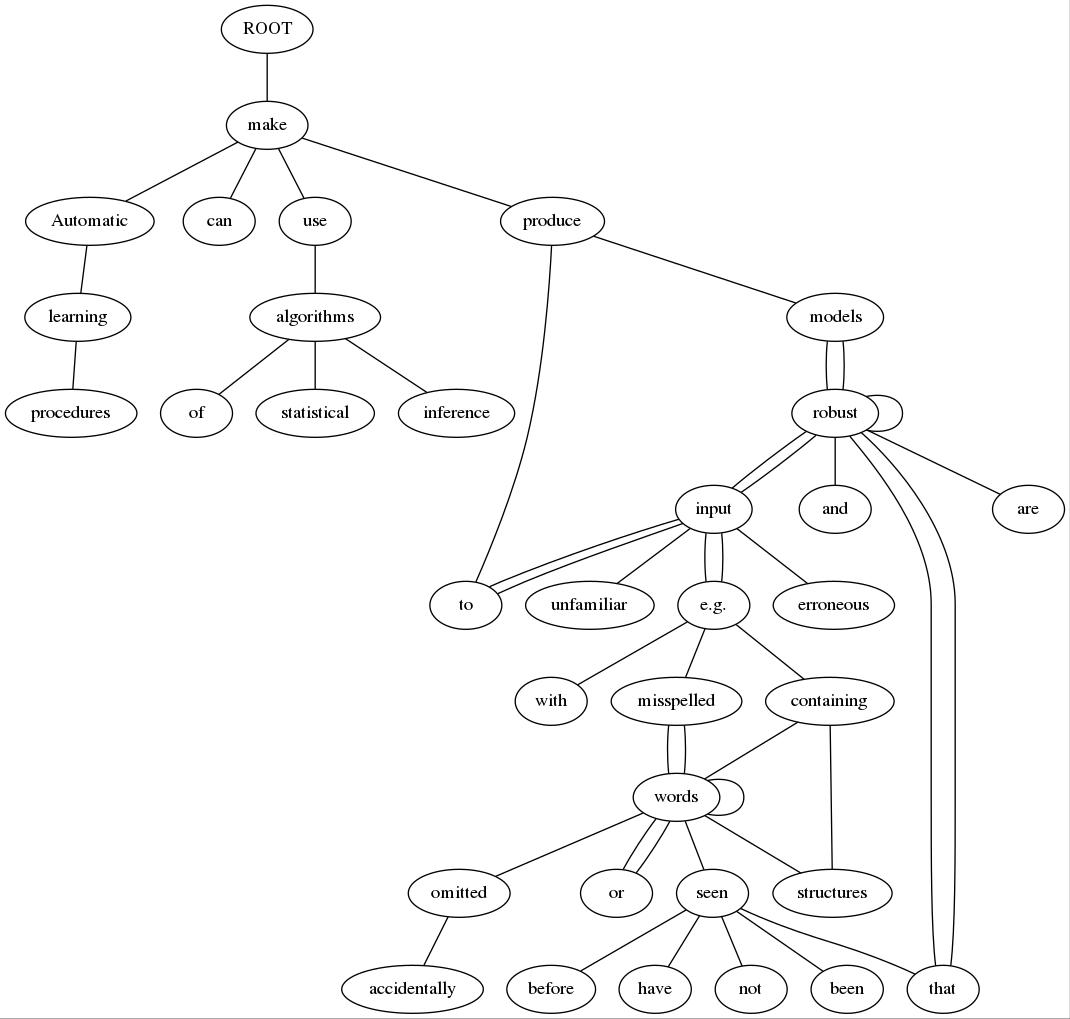 ROOT
make
Automatic can use produce
learning algorithms models
procedures of statistical inference robust
input and are
to unfamiliar e.g. erroneous
with misspelled containing
words
omitted or seen structures
accidentally before have not been that